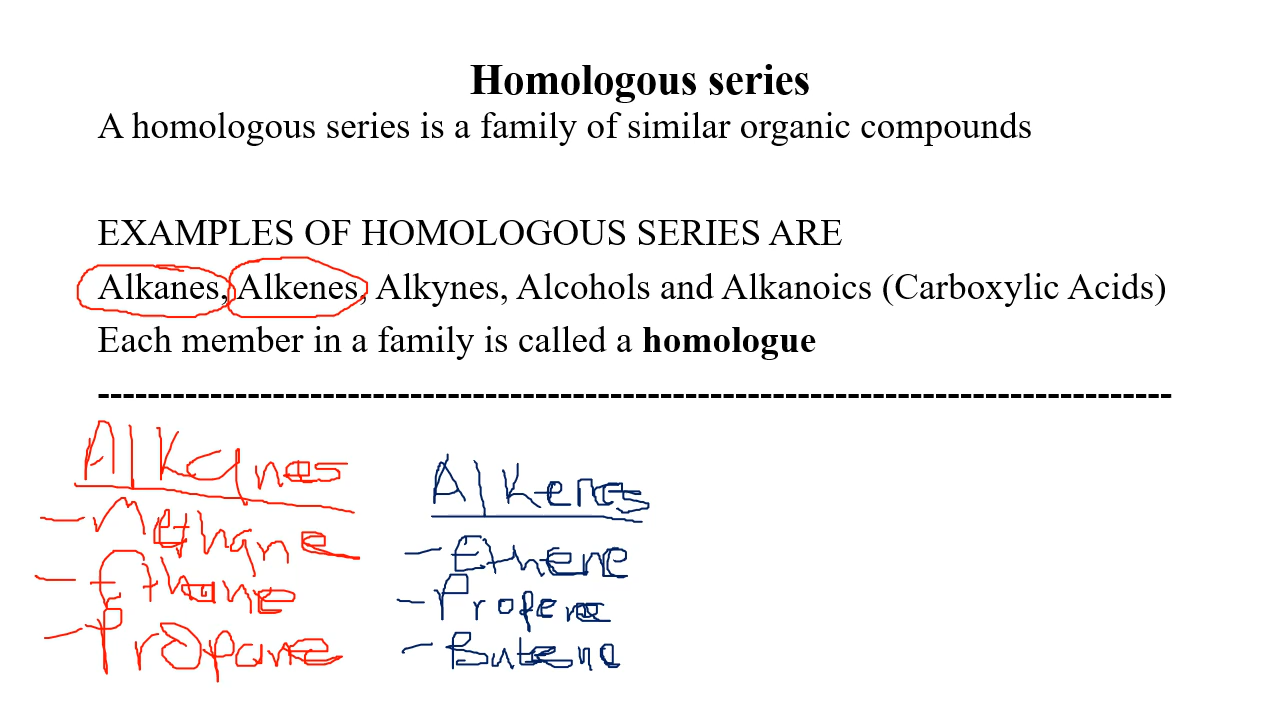 Homologous series
A homologous series is a family of similar organic compounds
EXAMPLES OF HOMOLOGOUS SERIES ARE
Alkanes, Alkenes, Alkynes, Alcohols and Alkanoics (Carboxylic Acids)
Each member in a family is called a homologue
--------------------------------------------------------------------------------------
Alkanes
- Methane
- Ethane
- Propane
Alkenes
- Ethene
- Propene
- Butene